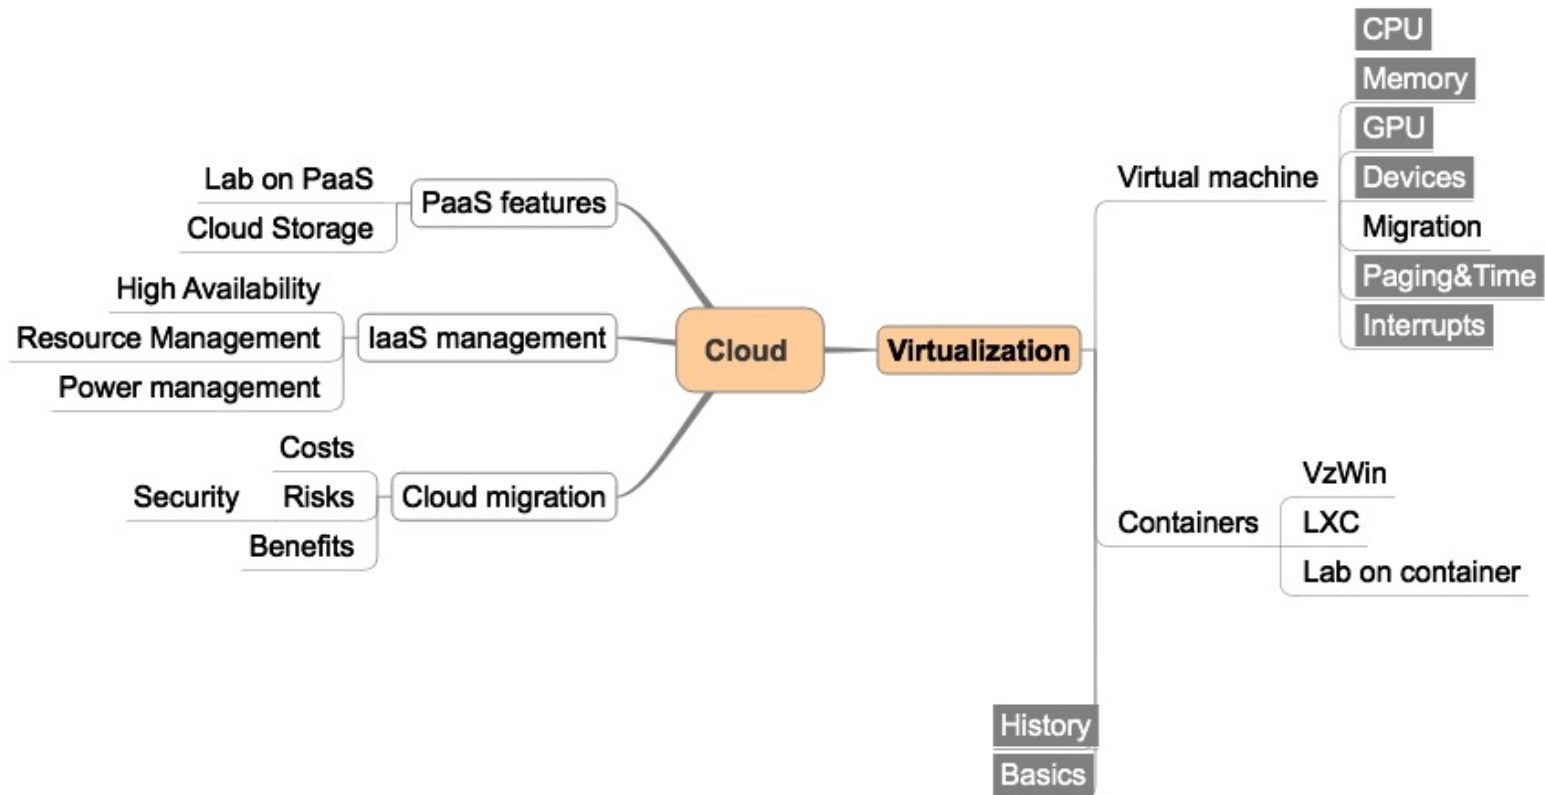 CPU
Memory
GPU
Virtual machine
Devices
Migration
Paging&Time
Interrupts
Lab on PaaS
PaaS features
Cloud Storage
High Availability
Resource Management
IaaS management
Power management
Cloud
Virtualization
Costs
Security
Risks
Cloud migration
Benefits
VzWin
Containers
LXC
Lab on container
History
Basics